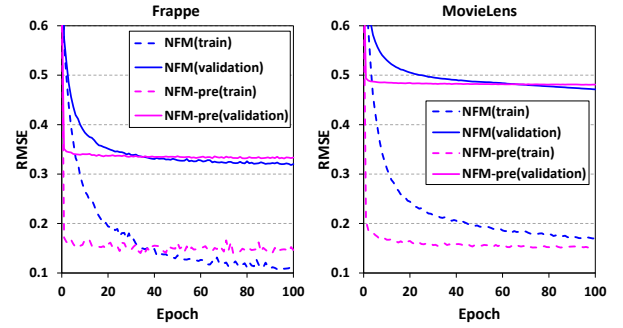 Frappe
0.6
0.5
0.4
0.3
0.2
0.1
RMSE
NFM(train)
NFM(validation)
NFM-pre(train)
NFM-pre(validation)
0 20 40 60 80 100
Epoch
MovieLens
0.6
0.5
0.4
0.3
0.2
0.1
RMSE
NFM(train)
NFM(validation)
NFM-pre(train)
NFM-pre(validation)
0 20 40 60 80 100
Epoch